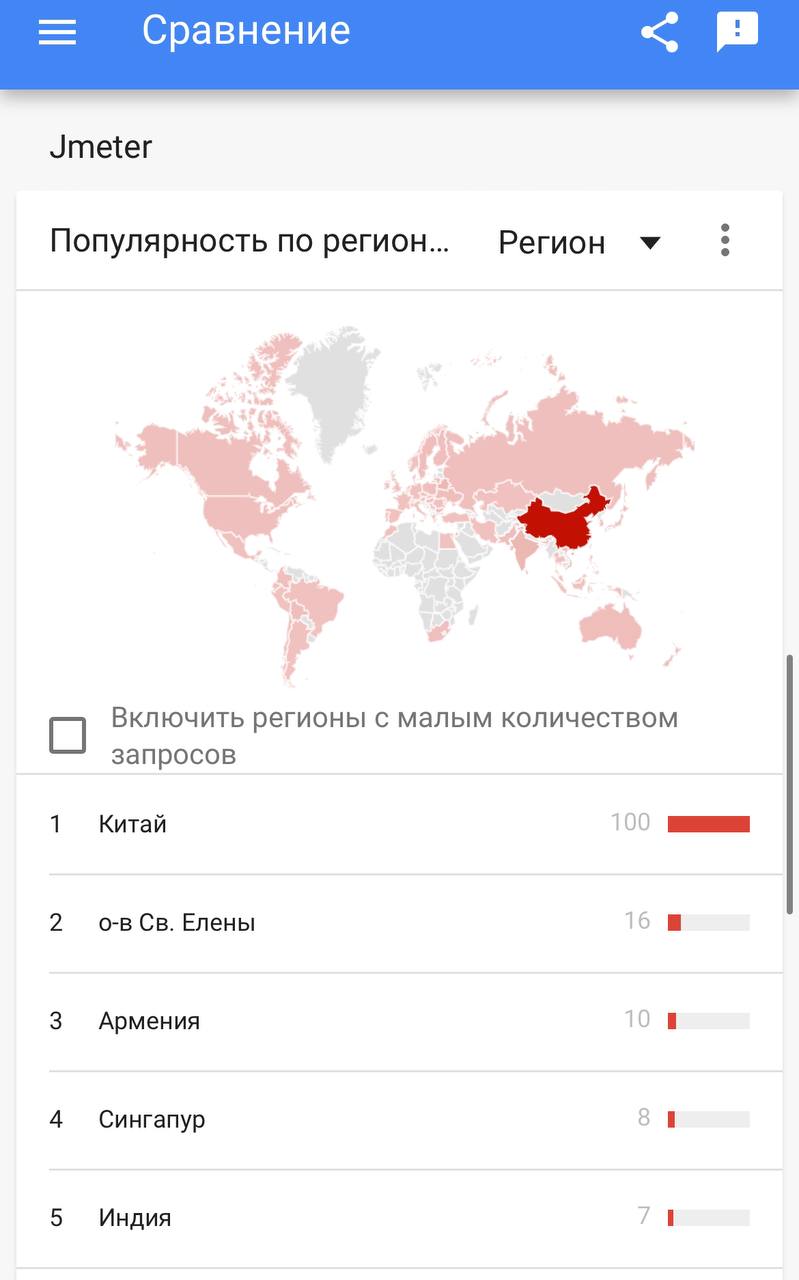 Сравнение
Jmeter
Популярность по регион...
Регион
Включить регионы с малым количеством
запросов
1 Китай 100
2 о-в Св. Елены 16
3 Армения 10
4 Сингапур 8
5 Индия 7